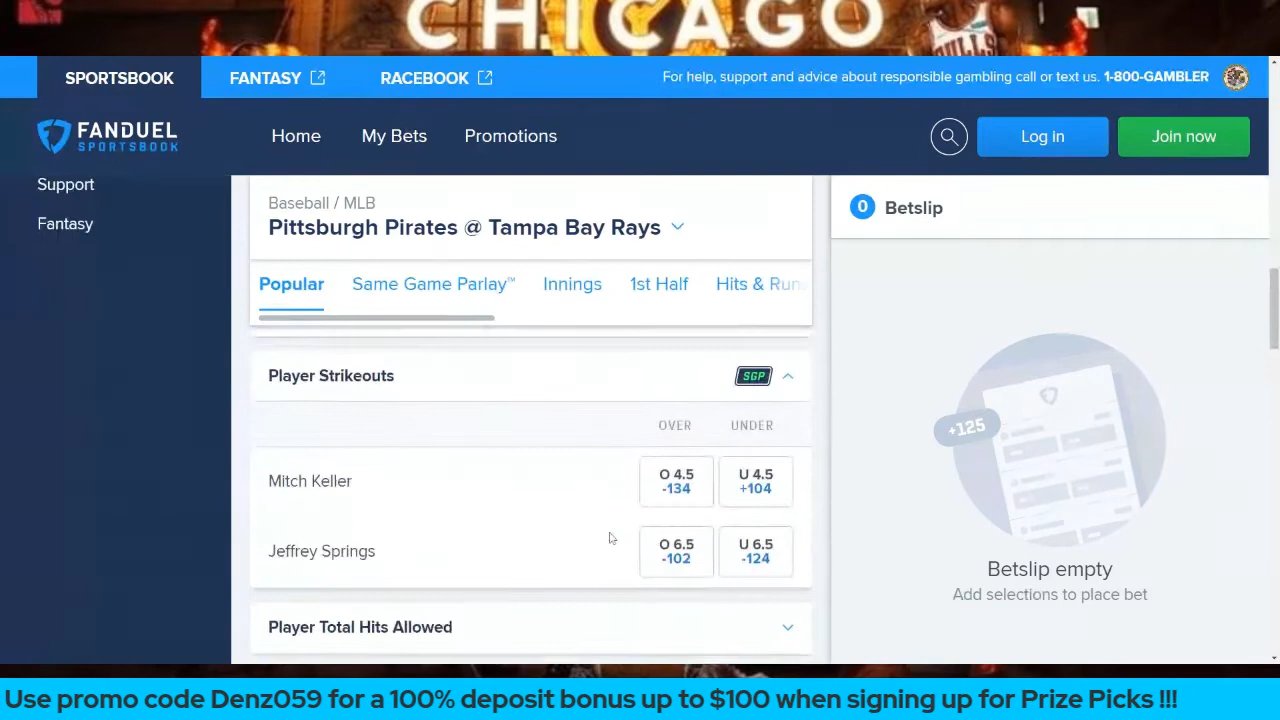 CHICAGO
BULLS
SPORTSBOOK
FANTASY
RACEBOOK
For help, support and advice about responsible gambling call or text us. 1-800-GAMBLER
FANDUEL
SPORTSBOOK
Home
My Bets
Promotions
Log in
Join now
Support
Fantasy
Baseball / MLB
Pittsburgh Pirates @ Tampa Bay Rays
0
Betslip
Popular
Same Game Parlay™
Innings
1st Half
Hits & Runs
Player Strikeouts
SGP
OVER
UNDER
Mitch Keller
O 4.5
-134
U 4.5
+104
Jeffrey Springs
O 6.5
-102
U 6.5
-124
+125
Betslip empty
Add selections to place bet
Player Total Hits Allowed
Use promo code Denz059 for a 100% deposit bonus up to $100 when signing up for Prize Picks !!!